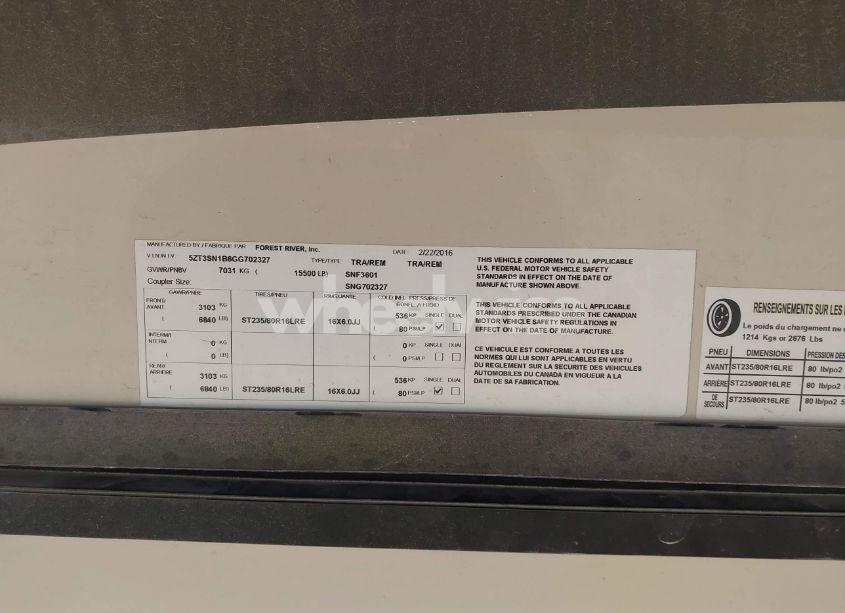 MANUFACTURED BY / FABRIQUE PAR FOREST RIVER, Inc. DATE 2/22/2016
V.I.N./N.I.V. 5ZT3SN1B6GG702327 TYPE/TYPE TRA/REM TRA/REM
GVWR/PNBV 7031 KG ( 15500 LB) SNF3601
Coupler Size: SNG702327
GAWR/PNBE TIRES/PNEU RIMS/JANTE
FRONT/ AVANT 3103 KG 536 KP SINGLE DUAL
( 6840 LB) ST235/80R16LRE 16X6.0JJ 80 PSI/LP
0 KG 0 KP SINGLE DUAL
( 0 LB) ( 0 PSI/LP
REAR/ ARRIÈRE 3103 KG 536 KP SINGLE DUAL
( 6840 LB) ST235/80R16LRE 16X6.0JJ ( 80 PSI/LP
THIS VEHICLE CONFORMS TO ALL APPLICABLE
U.S. FEDERAL MOTOR VEHICLE SAFETY
STANDARDS IN EFFECT ON THE DATE OF
MANUFACTURE SHOWN ABOVE.
THIS VEHICLE CONFORMS TO ALL APPLICABLE
STANDARDS PRESCRIBED UNDER THE CANADIAN
MOTOR VEHICLE SAFETY REGULATIONS IN
EFFECT ON THE DATE OF MANUFACTURE.
CE VEHICULE EST CONFORME A TOUTES LES
NORMES QUI LUI SONT APPLICABLES EN VERTU
DU REGLEMENT SUR LA SECURITE DES VEHICULES
AUTOMOBILES DU CANADA EN VIGUEUR A LA
DATE DE SA FABRICATION.
RENSEIGNEMENTS SUR LES
Le poids du chargement ne
1214 Kgs or 2676 Lbs
PNEU DIMENSIONS PRESSION DES
AVANT ST235/80R16LRE 80 lb/po2
ARRIÈRE ST235/80R16LRE 80 lb/po2
DE SECOURS ST235/80R16LRE 80 lb/po2 5